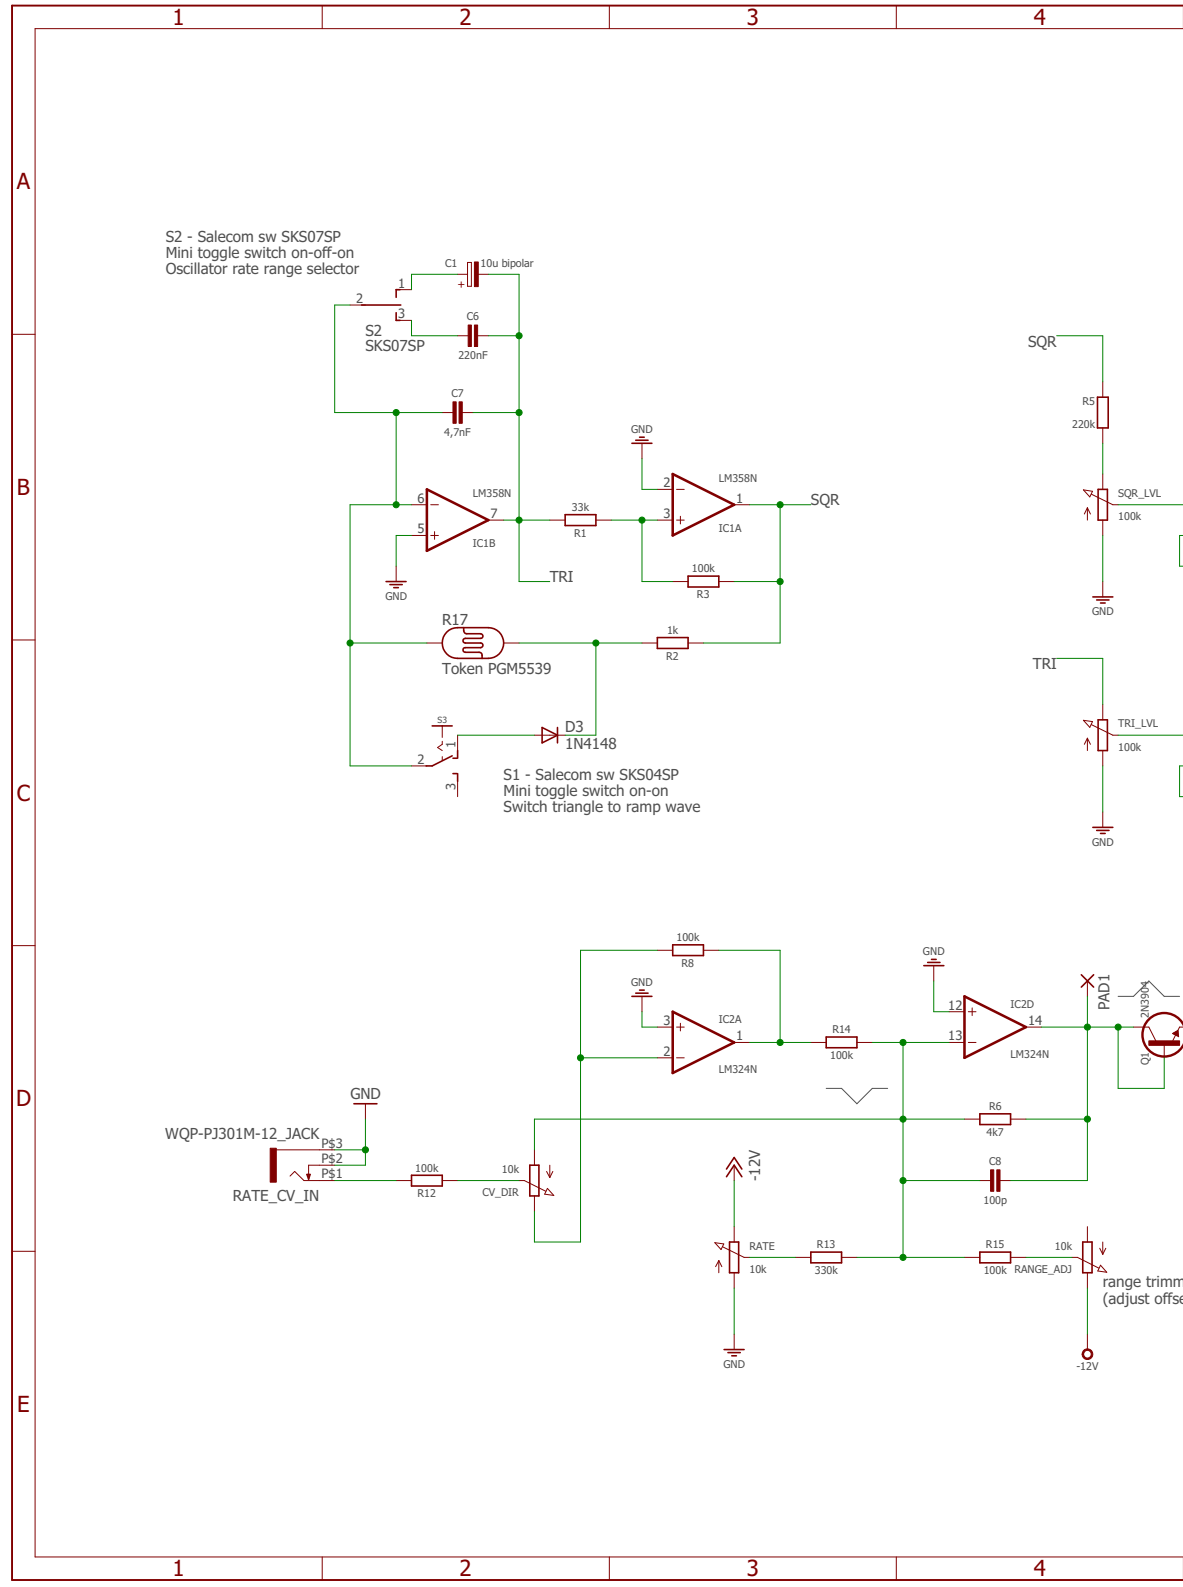 1 2 3 4
A
S2 - Salecom sw SKS07SP
Mini toggle switch on-off-on
Oscillator rate range selector
C1 10u bipolar
+
1
2
3
S2
SKS07SP
C6
220nF
SQR
C7
4,7nF
R5
220k
GND
B
LM358N
6
5
7
IC1B
GND
33k
R1
LM358N
2
3
1
IC1A
SQR
SQR_LVL
100k
TRI
100k
R3
GND
R17
Token PGM5539
1k
R2
TRI
S3
1
2
3
D3
1N4148
TRI_LVL
100k
C
S1 - Salecom sw SKS04SP
Mini toggle switch on-on
Switch triangle to ramp wave
GND
100k
R8
GND
GND
IC2A
3
2
1
LM324N
R14
100k
IC2D
12
13
14
LM324N
PAD1
2N3904
Q1
D
GND
WQP-PJ301M-12_JACK
P$3
P$2
P$1
RATE_CV_IN
100k
R12
10k
CV_DIR
-12V
R6
4k7
C8
100p
RATE
10k
R13
330k
R15
100k
RANGE_ADJ
10k
range trimm
(adjust offse
GND
-12V
E
1 2 3 4